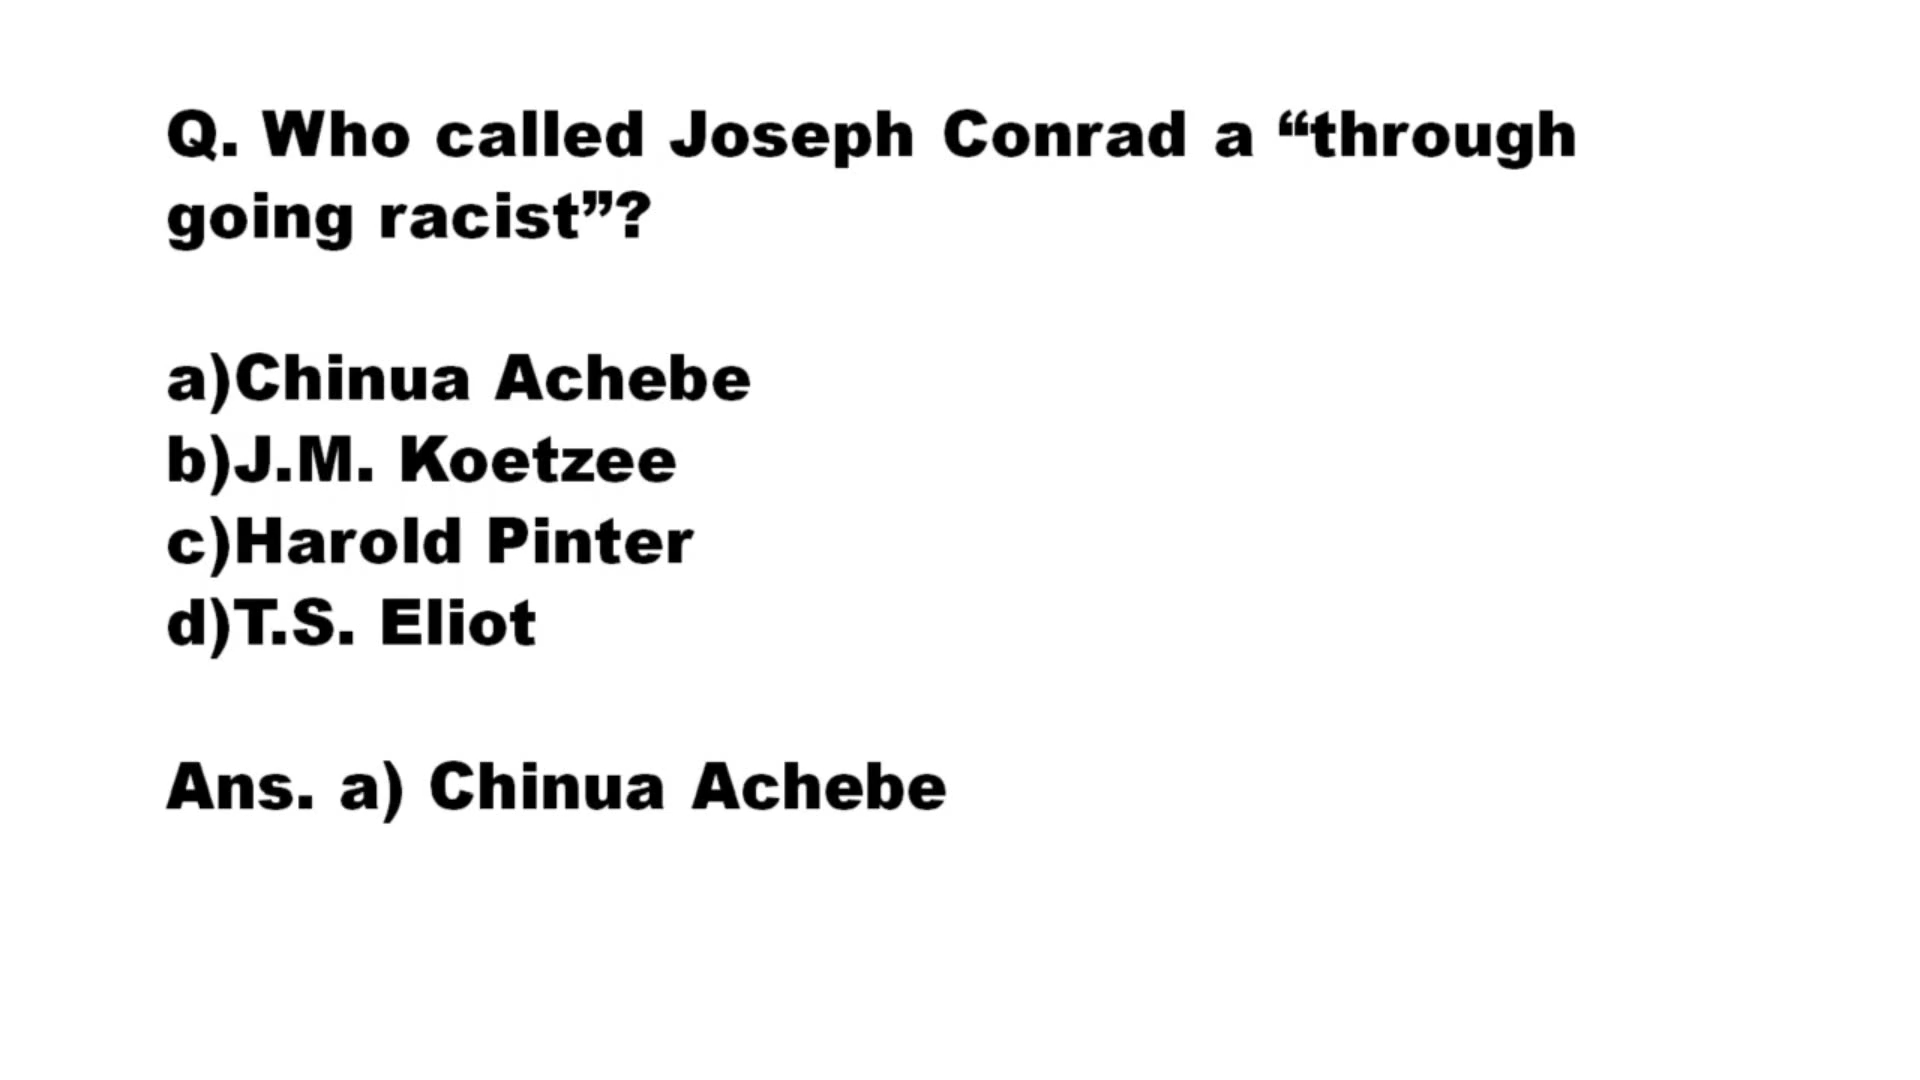 Q. Who called Joseph Conrad a “through
going racist”?
a)Chinua Achebe
b)J.M. Koetzee
c)Harold Pinter
d)T.S. Eliot
Ans. a) Chinua Achebe